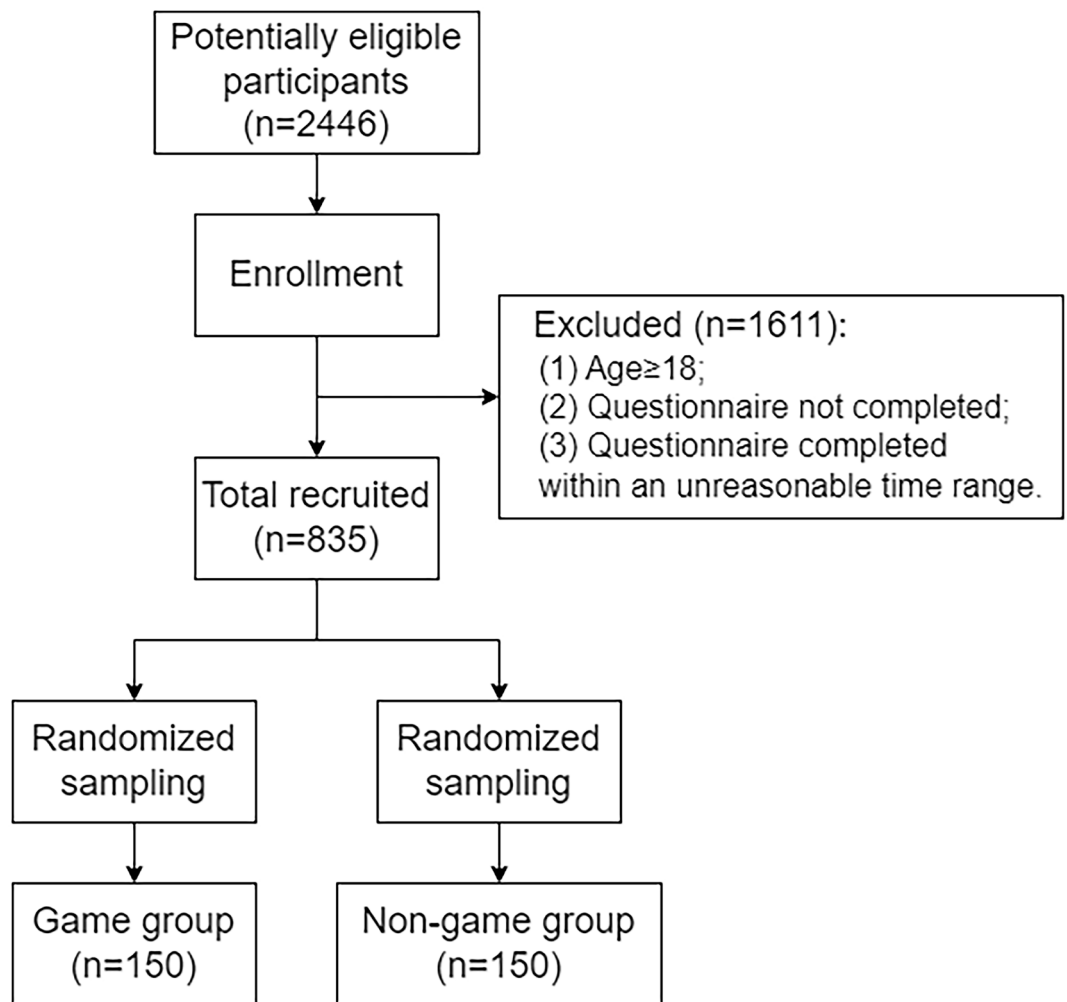 Potentially eligible
participants
(n=2446)
Enrollment
Excluded (n=1611):
(1) Age≥18;
(2) Questionnaire not completed;
(3) Questionnaire completed
within an unreasonable time range.
Total recruited
(n=835)
Randomized
sampling
Randomized
sampling
Game group
(n=150)
Non-game group
(n=150)